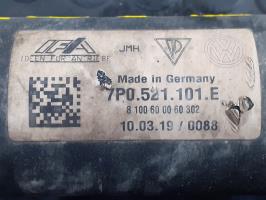 IFA
JMH
IDEEN FÜR ANTRIEBE
Made in Germany
7P0.521.101.E
8 100 60 00 60 302
10.03.19 / 0088